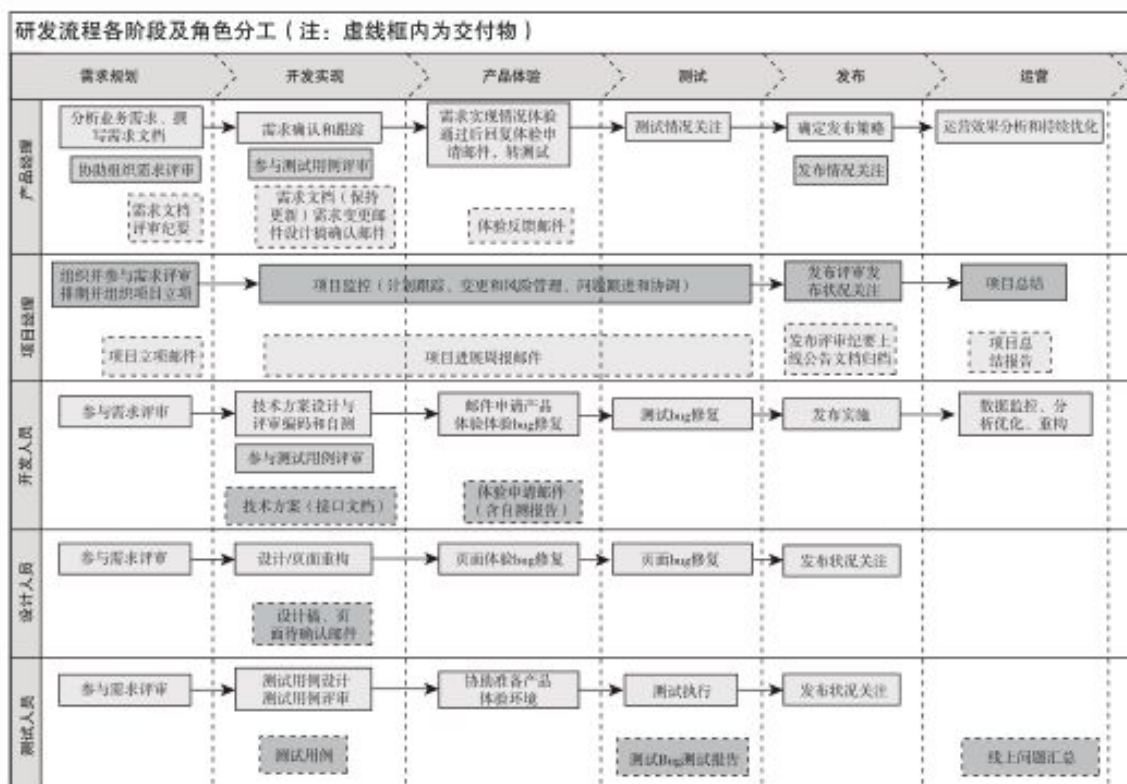 研发流程各阶段及角色分工（注：虚线框内为交付物）
需求规划
开发实现
产品体验
测试
发布
运营
产品经理
分析业务需求、撰
写需求文档
需求确认和跟踪
需求实现情况体验
通过后回复体验申
请邮件，转测试
测试情况关注
确定发布策略
运营效果分析和持续优化
协助组织需求评审
参与测试用例评审
发布情况关注
需求文档
评审纪要
需求文档（保持
更新）需求变更邮
件设计稿确认邮件
体验反馈邮件
项目经理
组织并参与需求评审
排期并组织项目立项
项目监控（计划跟踪、变更和风险管理、问题跟进和协调）
发布评审发
布状况关注
项目总结
项目立项邮件
项目进展周报邮件
发布评审纪要上
线公告文档归档
项目总
结报告
开发人员
参与需求评审
技术方案设计与
评审编码和自测
邮件申请产品
体验体验bug修复
测试bug修复
发布实施
数据监控、分
析优化、重构
参与测试用例评审
技术方案（接口文档）
体验申请邮件
（含自测报告）
设计人员
参与需求评审
设计/页面重构
页面体验bug修复
页面bug修复
发布状况关注
设计稿、页
面待确认邮件
测试人员
参与需求评审
测试用例设计
测试用例评审
协助准备产品
体验环境
测试执行
发布状况关注
测试用例
测试Bug测试报告
线上问题汇总